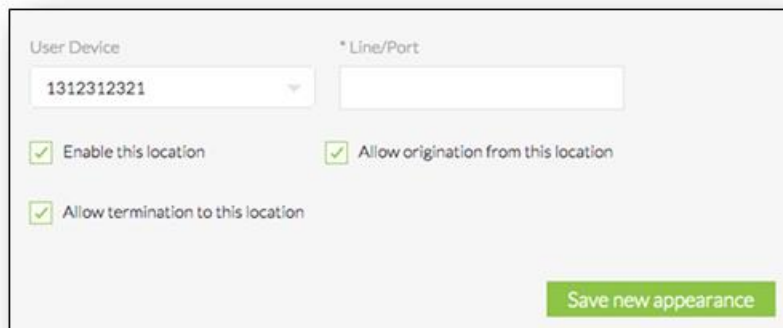 User Device
* Line/Port
1312312321
Enable this location
Allow origination from this location
Allow termination to this location
Save new appearance